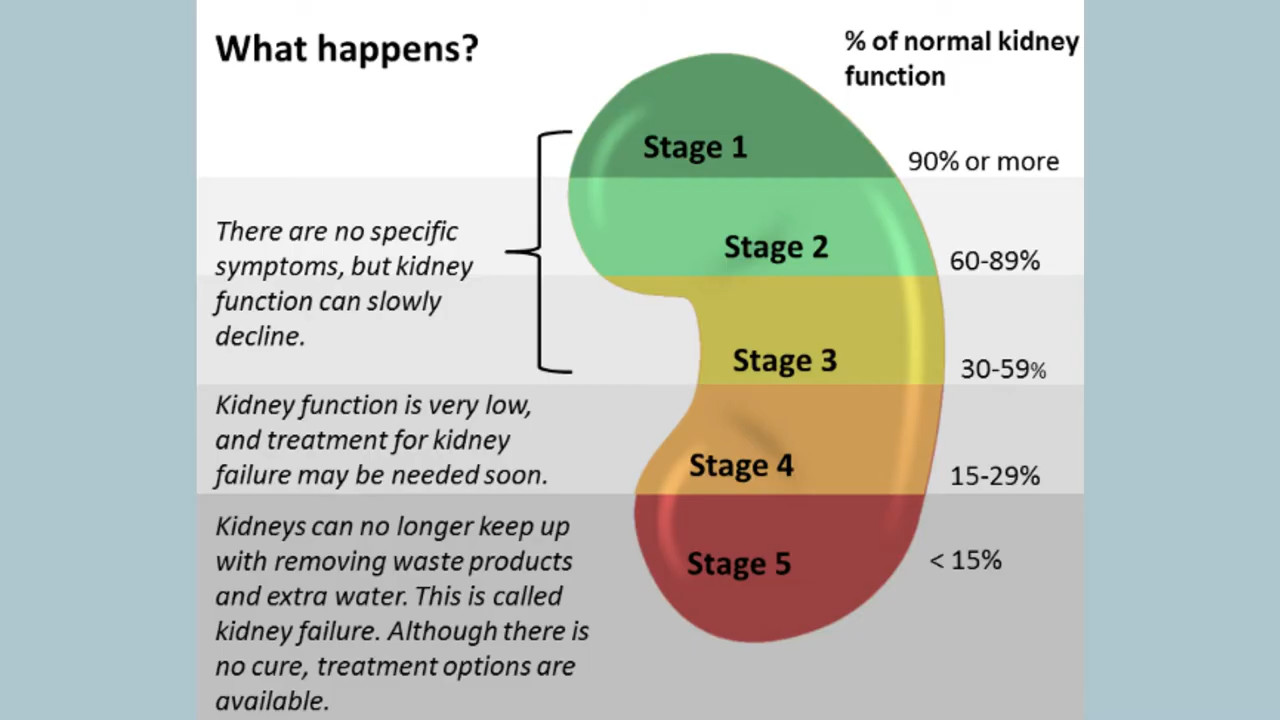 What happens?
% of normal kidney
function
Stage 1
90% or more
There are no specific
symptoms, but kidney
function can slowly
decline.
Stage 2
60-89%
Stage 3
30-59%
Kidney function is very low,
and treatment for kidney
failure may be needed soon.
Stage 4
15-29%
Kidneys can no longer keep up
with removing waste products
and extra water. This is called
kidney failure. Although there is
no cure, treatment options are
available.
Stage 5
< 15%